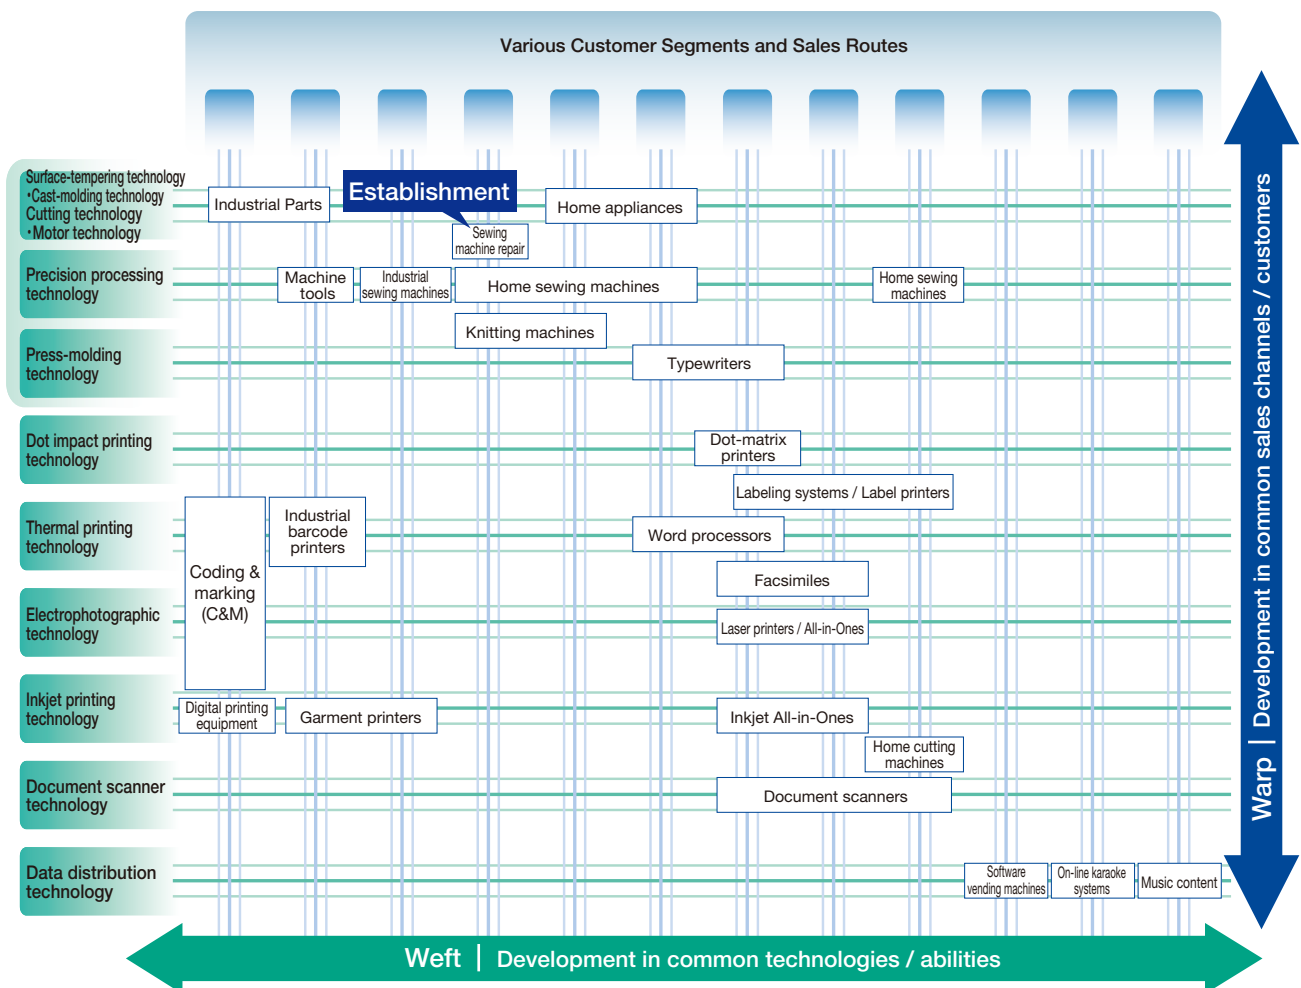 Various Customer Segments and Sales Routes
Surface-tempering technology
・Cast-molding technology
Cutting technology
・Motor technology
Industrial Parts
Establishment
Sewing
machine repair
Home appliances
Precision processing
technology
Machine
tools
Industrial
sewing machines
Home sewing machines
Home sewing
machines
Knitting machines
Press-molding
technology
Typewriters
Dot impact printing
technology
Dot-matrix
printers
Labeling systems / Label printers
Thermal printing
technology
Coding &
marking
(C&M)
Industrial
barcode
printers
Word processors
Facsimiles
Electrophotographic
technology
Laser printers / All-in-Ones
Inkjet printing
technology
Digital printing
equipment
Garment printers
Inkjet All-in-Ones
Home cutting
machines
Document scanner
technology
Document scanners
Data distribution
technology
Software
vending machines
On-line karaoke
systems
Music content
Weft | Development in common technologies / abilities
Warp | Development in common sales channels / customers